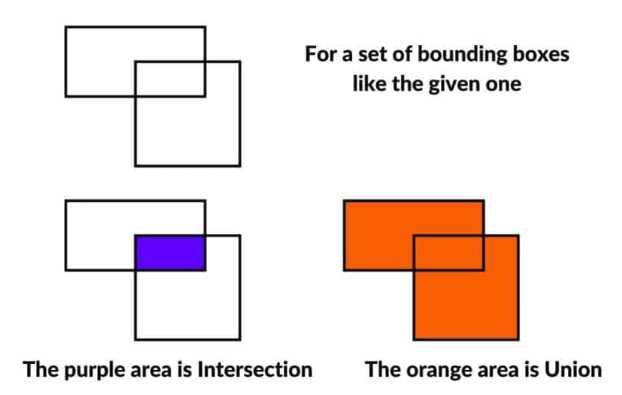 For a set of bounding boxes
like the given one
The purple area is Intersection
The orange area is Union